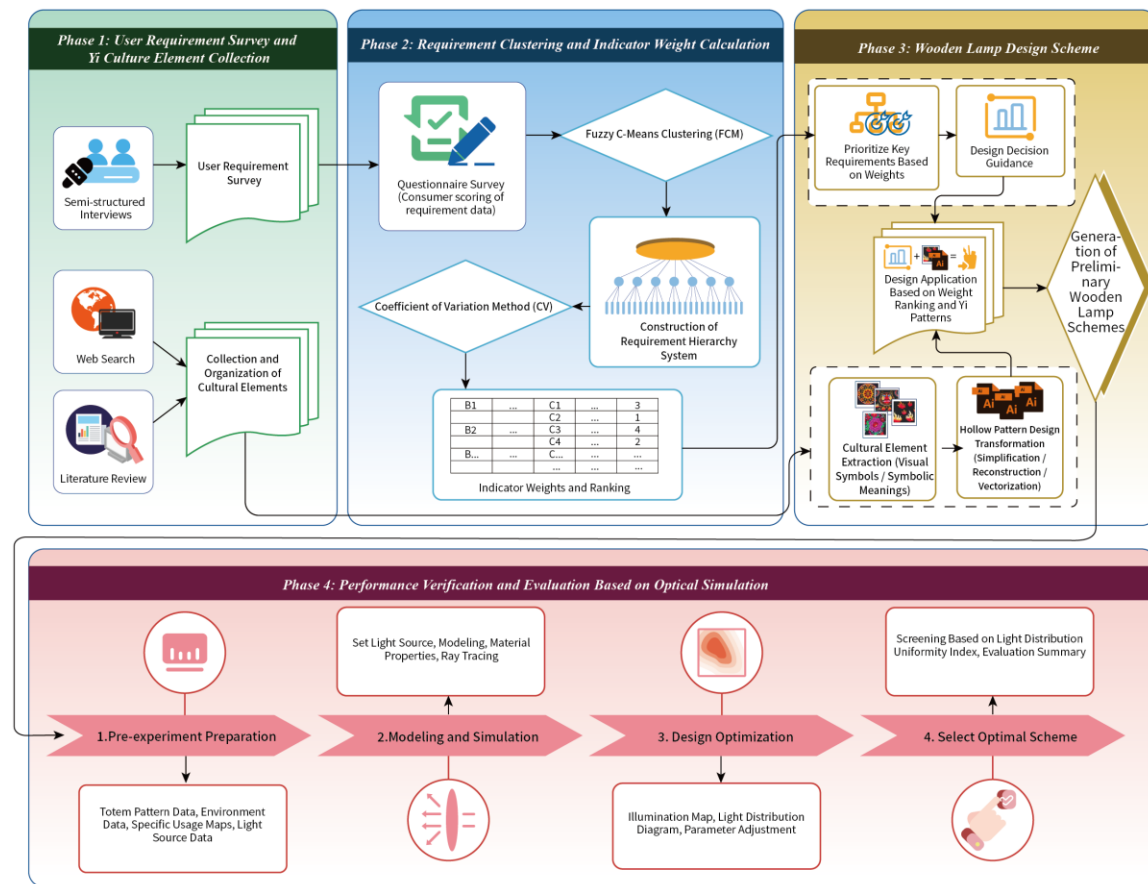 Phase 1: User Requirement Survey and
Yi Culture Element Collection
Semi-structured
Interviews
User Requirement
Survey
Web Search
Literature Review
Collection and
Organization of
Cultural Elements
Phase 2: Requirement Clustering and Indicator Weight Calculation
Questionnaire Survey
(Consumer scoring of
requirement data)
Fuzzy C-Means Clustering (FCM)
Construction of
Requirement Hierarchy
System
Coefficient of Variation Method (CV)
B1 ... C1 ... 3
C2 ... 1
B2 ... C3 ... 4
C4 ... 2
B... ... C... ... ...
... ... ...
Indicator Weights and Ranking
Phase 3: Wooden Lamp Design Scheme
Prioritize Key
Requirements Based
on Weights
Design Decision
Guidance
+ Ai =
Design Application
Based on Weight
Ranking and Yi
Patterns
Genera-
tion of
Prelimi-
nary
Wooden
Lamp
Schemes
Cultural Element
Extraction (Visual
Symbols / Symbolic
Meanings)
Ai Ai Ai
Hollow Pattern Design
Transformation
(Simplification /
Reconstruction /
Vectorization)
Phase 4: Performance Verification and Evaluation Based on Optical Simulation
Set Light Source, Modeling, Material
Properties, Ray Tracing
Screening Based on Light Distribution
Uniformity Index, Evaluation Summary
1.Pre-experiment Preparation
2.Modeling and Simulation
3. Design Optimization
4. Select Optimal Scheme
Totem Pattern Data, Environment
Data, Specific Usage Maps, Light
Source Data
Illumination Map, Light Distribution
Diagram, Parameter Adjustment